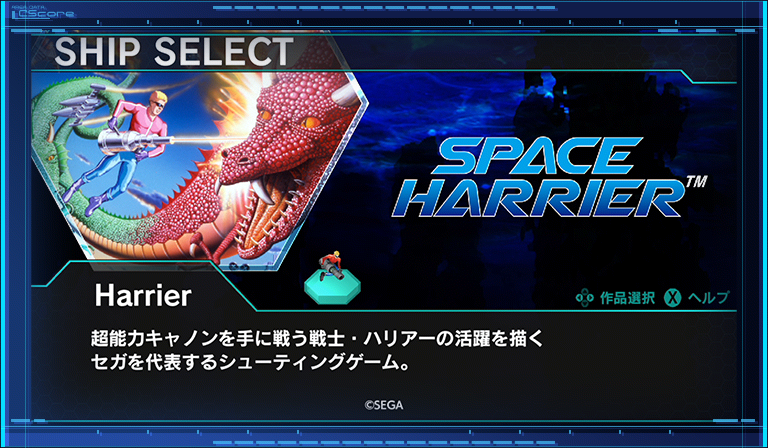 SHIP SELECT
SPACE
HARRIER™
Harrier
作品選択 Ⓧ ヘルプ
超能力キャノンを手に戦う戦士・ハリアーの活躍を描く
セガを代表するシューティングゲーム。
©SEGA